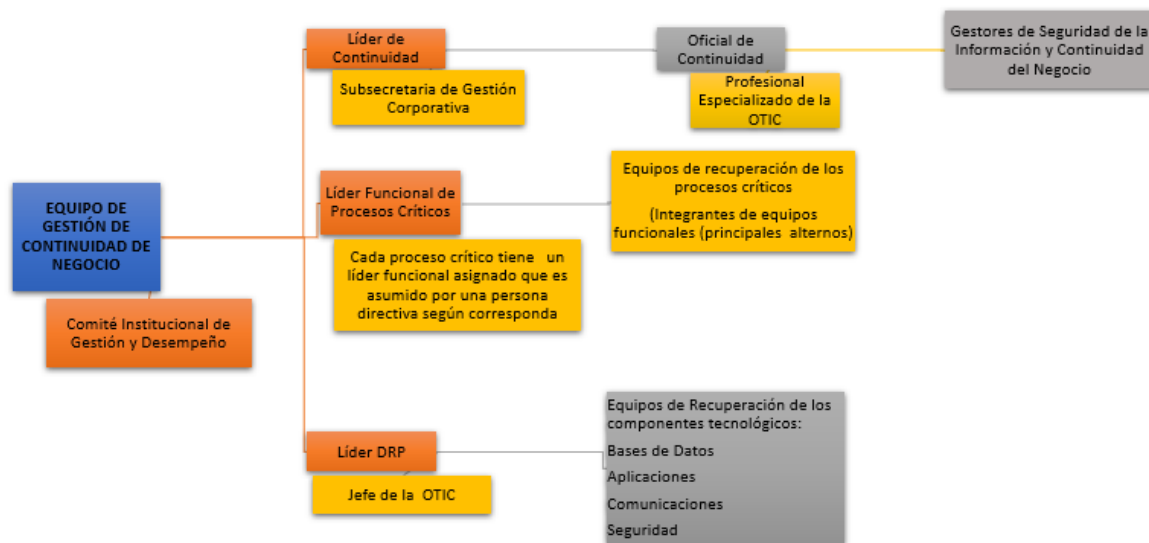 Líder de
Continuidad
Subsecretaria de Gestión
Corporativa
Oficial de
Continuidad
Profesional
Especializado de la
OTIC
Gestores de Seguridad de la
Información y Continuidad
del Negocio
EQUIPO DE
GESTIÓN DE
CONTINUIDAD DE
NEGOCIO
Comité Institucional de
Gestión y Desempeño
Líder Funcional de
Procesos Críticos
Cada proceso crítico tiene un
líder funcional asignado que es
asumido por una persona
directiva según corresponda
Equipos de recuperación de los
procesos críticos
(Integrantes de equipos
funcionales (principales alternos)
Líder DRP
Jefe de la OTIC
Equipos de Recuperación de los
componentes tecnológicos:
Bases de Datos
Aplicaciones
Comunicaciones
Seguridad